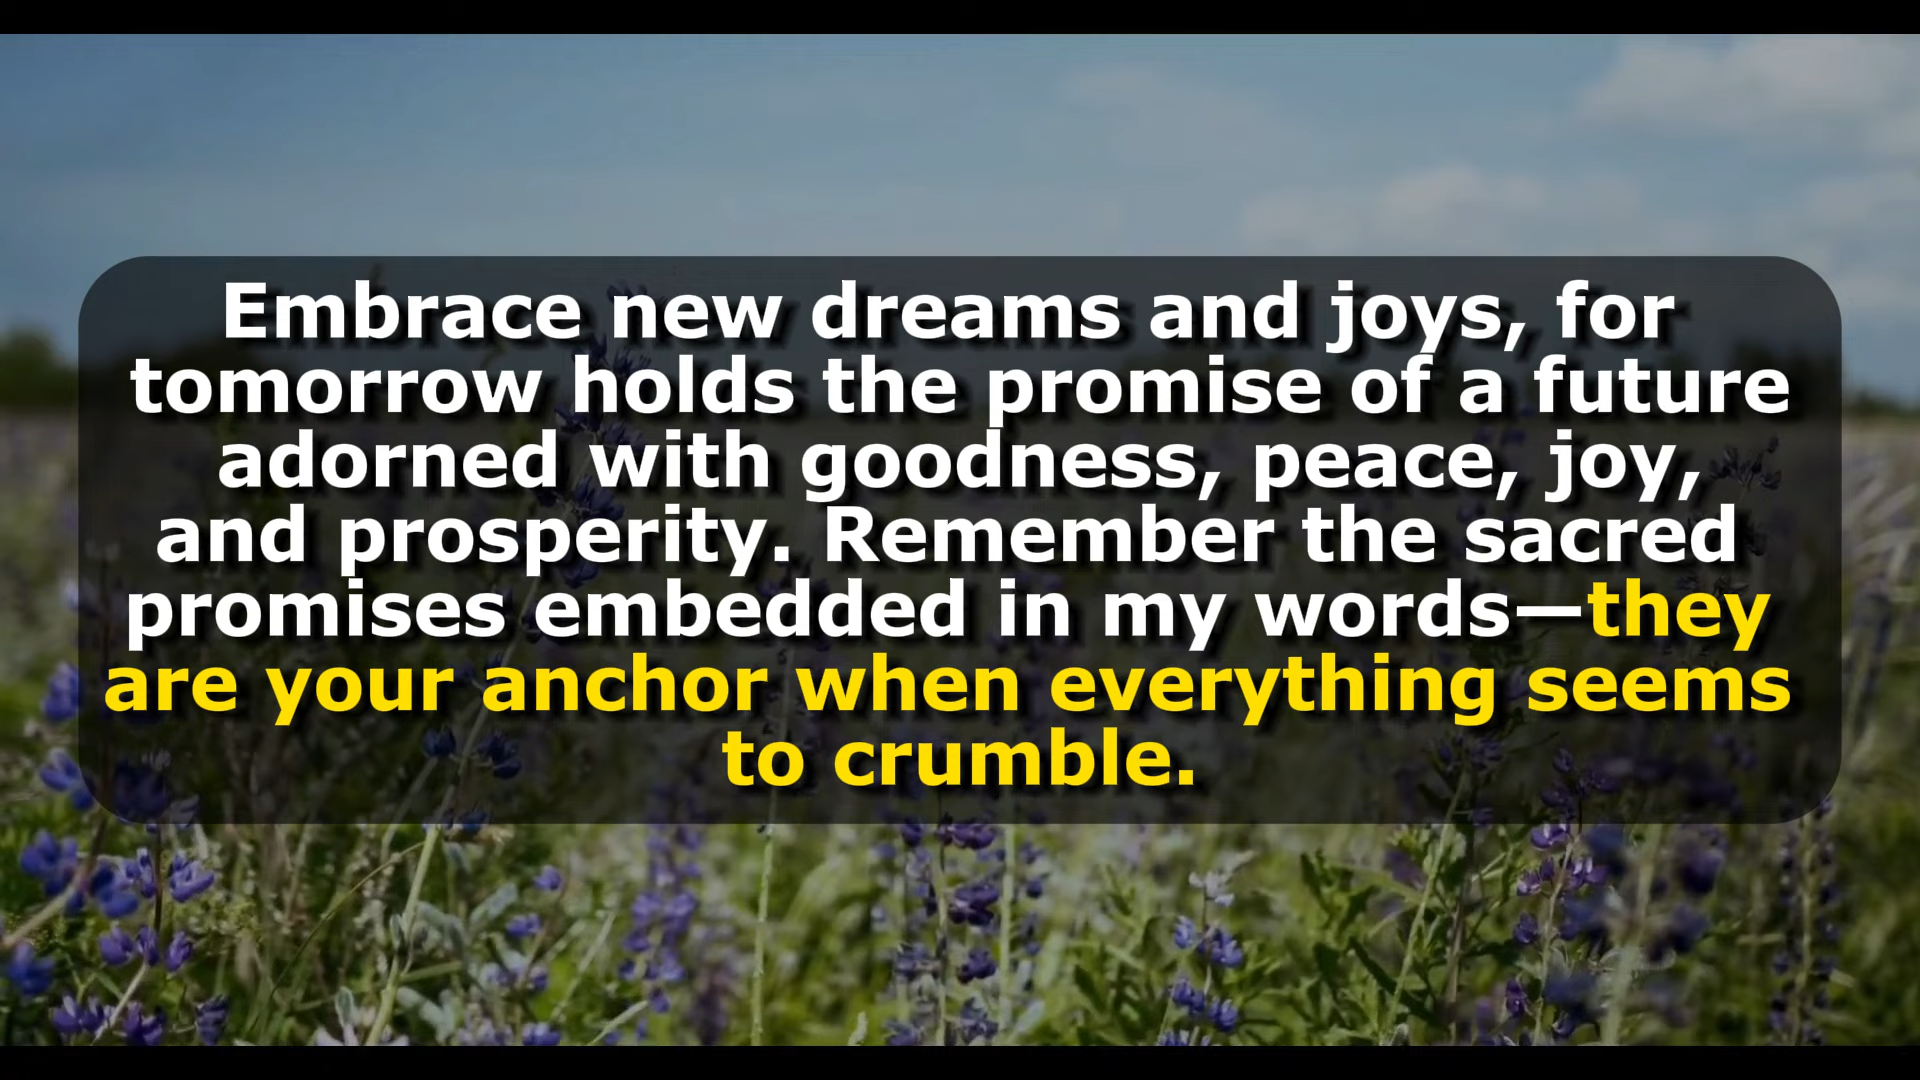 Embrace new dreams and joys, for
tomorrow holds the promise of a future
adorned with goodness, peace, joy,
and prosperity. Remember the sacred
promises embedded in my words—they
are your anchor when everything seems
to crumble.